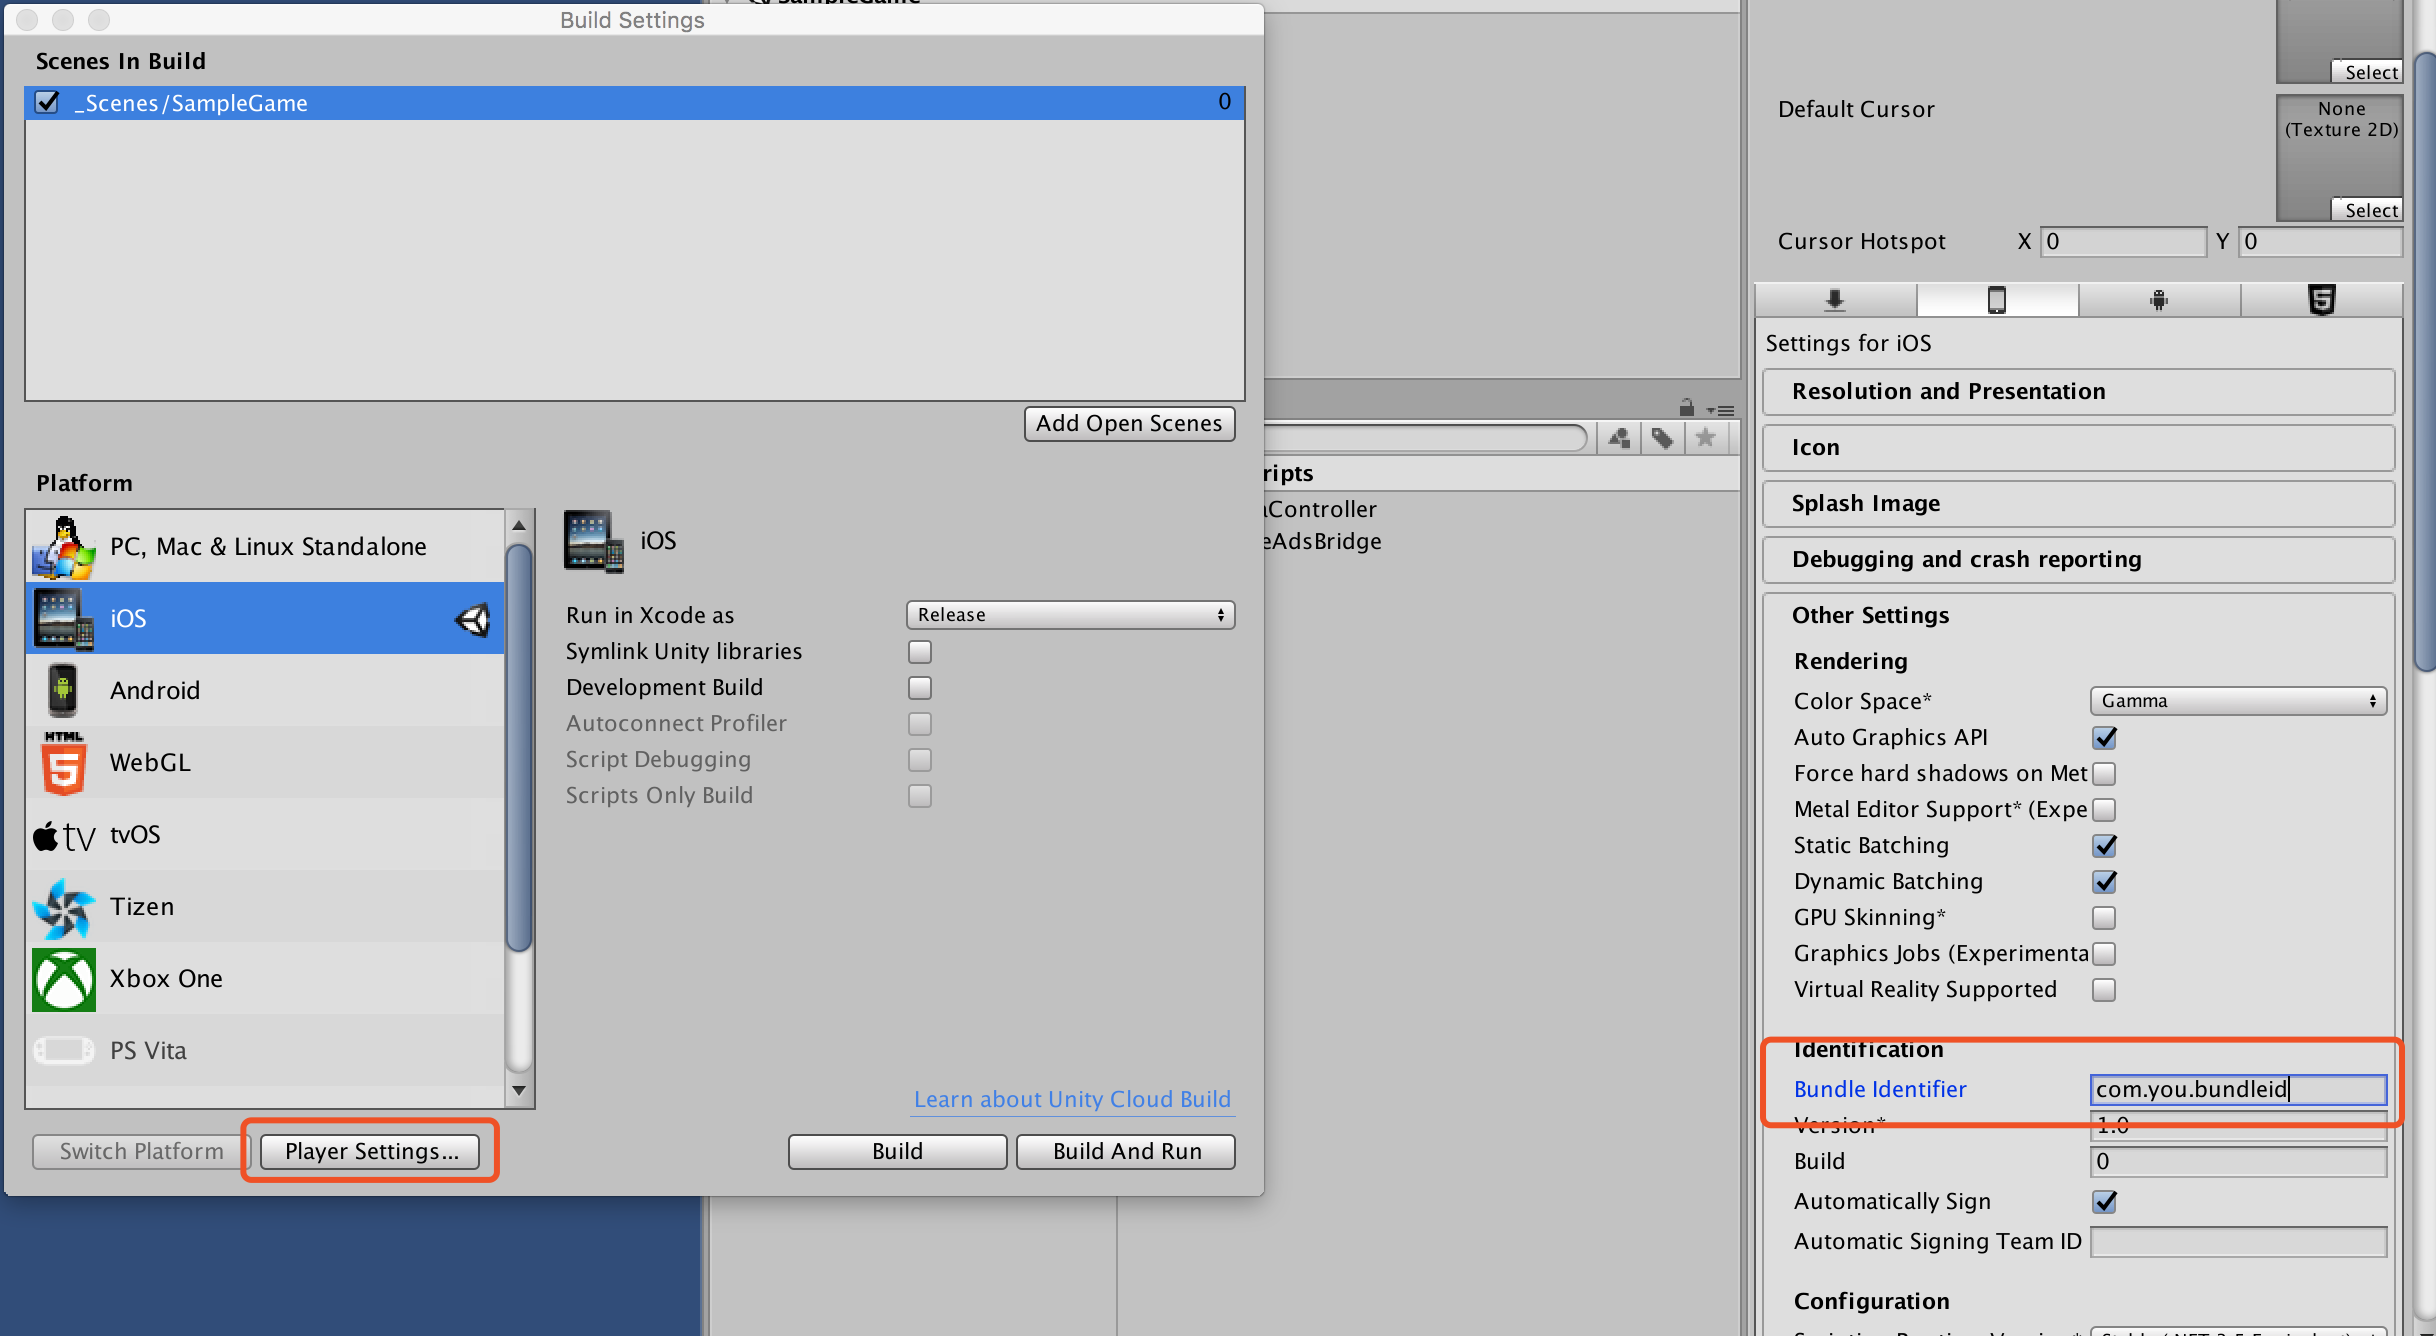 Build Settings
SampleGame
Scenes In Build
_Scenes/SampleGame 0
Add Open Scenes
Platform
PC, Mac & Linux Standalone
iOS
Android
HTML
WebGL
tv tvOS
Tizen
Xbox One
PS Vita
iOS
Run in Xcode as Release
Symlink Unity libraries
Development Build
Autoconnect Profiler
Script Debugging
Scripts Only Build
Learn about Unity Cloud Build
Switch Platform Player Settings... Build Build And Run
ripts
Controller
eAdsBridge
Select
Default Cursor None
(Texture 2D)
Select
Cursor Hotspot X 0 Y 0
Settings for iOS
Resolution and Presentation
Icon
Splash Image
Debugging and crash reporting
Other Settings
Rendering
Color Space* Gamma
Auto Graphics API
Force hard shadows on Met
Metal Editor Support* (Expe
Static Batching
Dynamic Batching
GPU Skinning*
Graphics Jobs (Experimenta
Virtual Reality Supported
Identification
Bundle Identifier com.you.bundleid
Version* 1.0
Build 0
Automatically Sign
Automatic Signing Team ID
Configuration